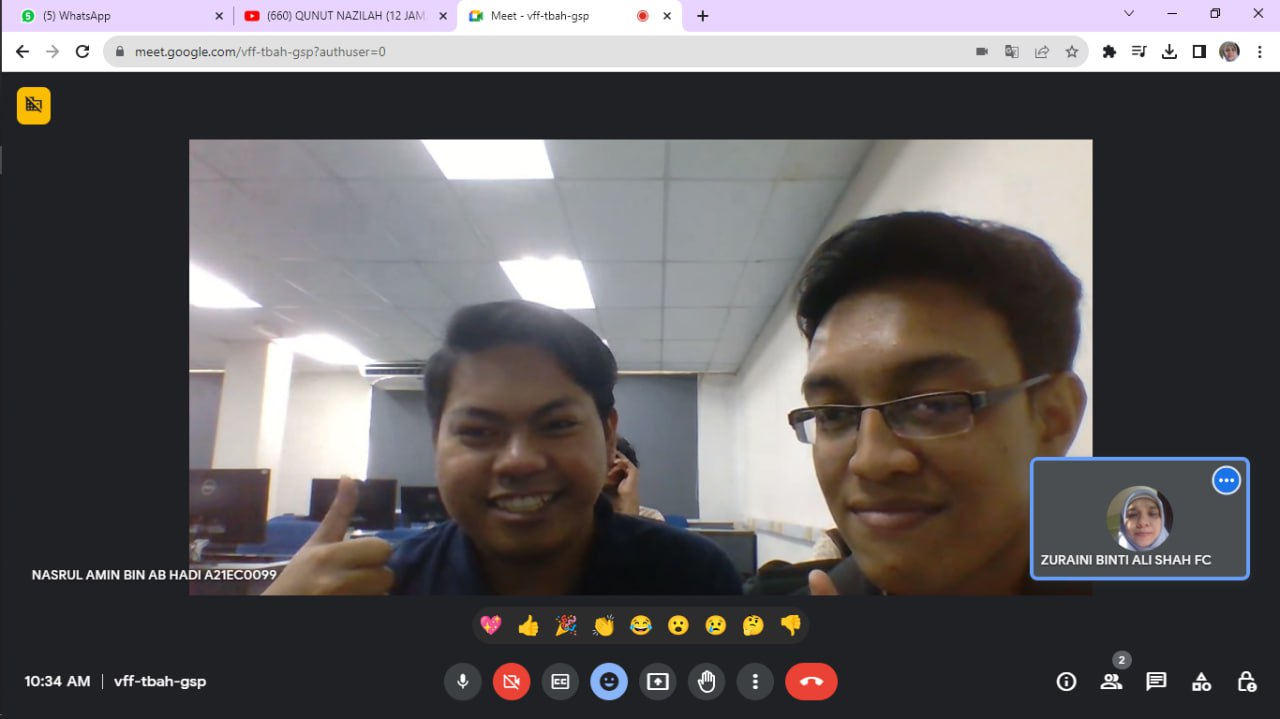 5
(5) WhatsApp
(660) QUNUT NAZILAH (12 JAM
Meet - vff-tbah-gsp
meet.google.com/vff-tbah-gsp?authuser=0
NASRUL AMIN BIN AB HADI A21EC0099
ZURAINI BINTI ALI SHAH FC
10:34 AM | vff-tbah-gsp
2